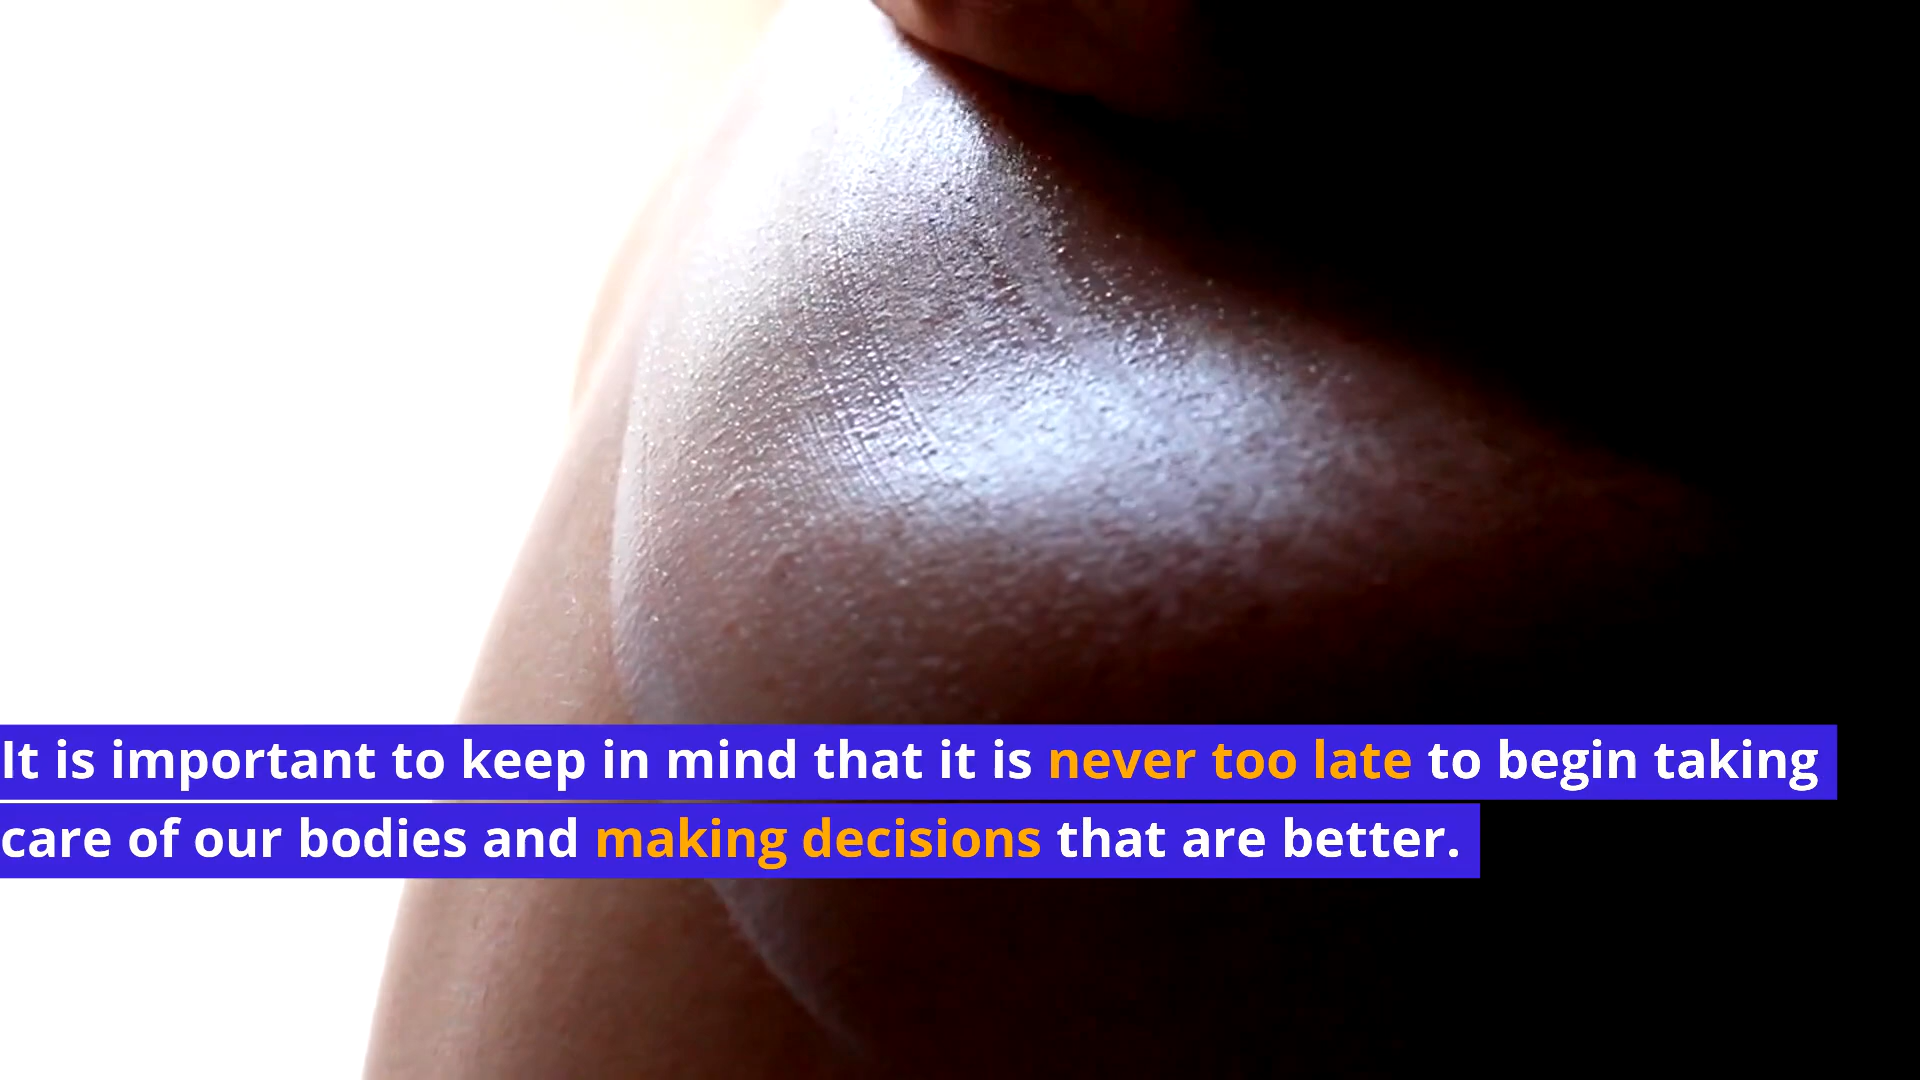 It is important to keep in mind that it is never too late to begin taking
care of our bodies and making decisions that are better.